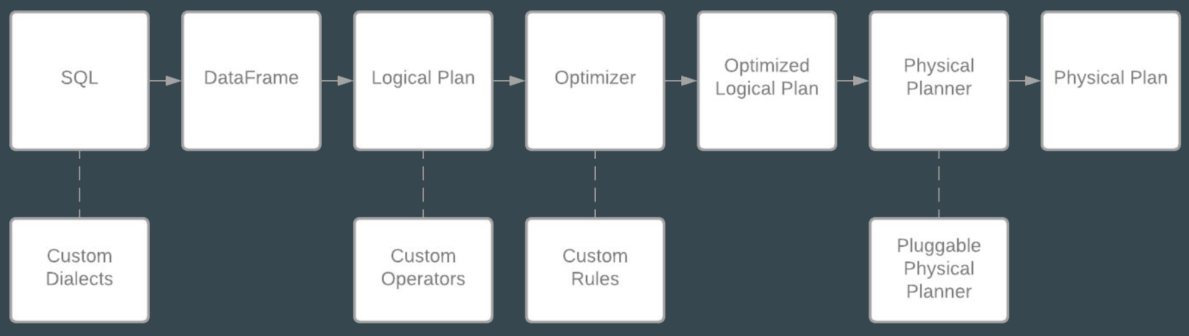 SQL
DataFrame
Logical Plan
Optimizer
Optimized
Logical Plan
Physical
Planner
Physical Plan
Custom
Dialects
Custom
Operators
Custom
Rules
Pluggable
Physical
Planner